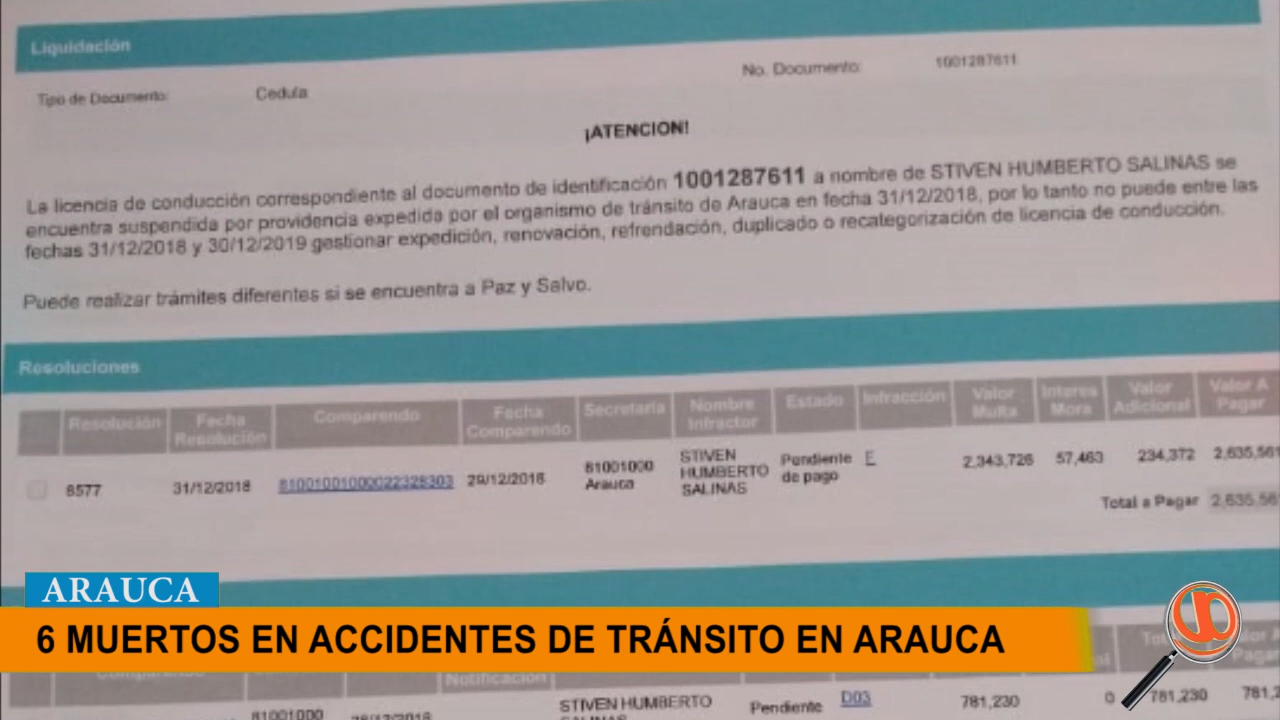 Liquidación
No. Documento: 1001287611
Tipo de Documento: Cedula
¡ATENCION!
La licencia de conducción correspondiente al documento de identificación 1001287611 a nombre de STIVEN HUMBERTO SALINAS se
encuentra suspendida por providencia expedida por el organismo de tránsito de Arauca en fecha 31/12/2018, por lo tanto no puede entre las
fechas 31/12/2018 y 30/12/2019 gestionar expedición, renovación, refrendación, duplicado o recategorización de licencia de conducción.
Puede realizar trámites diferentes si se encuentra a Paz y Salvo.
Resoluciones
Resolución Fecha Resolución Comparendo Fecha Comparendo Secretaría Nombre Infractor Estado Infracción Valor Multa Interes Mora Valor Adicional Valor A Pagar
8577 31/12/2018 81001001000022328303 29/12/2018 81001000 Arauca STIVEN HUMBERTO SALINAS Pendiente de pago F 2,343,726 57,463 234,372 2,635,561
Total a Pagar 2,635,561
ARAUCA
6 MUERTOS EN ACCIDENTES DE TRÁNSITO EN ARAUCA
Notificación
81001000 STIVEN HUMBERTO Pendiente D03 781,230 0 781,230